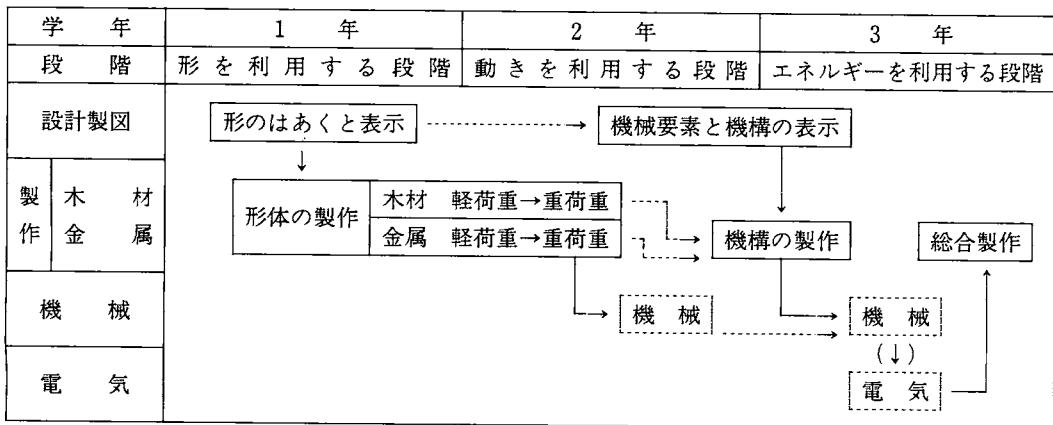 学年 1年 2年 3年
段階 形を利用する段階 動きを利用する段階 エネルギーを利用する段階
設計製図 形のはあくと表示 機械要素と機構の表示
製作 木材 形体の製作 木材 軽荷重→重荷重
金属 金属 軽荷重→重荷重 機構の製作 総合製作
機械 機械 機械
(↓)
電気 電気